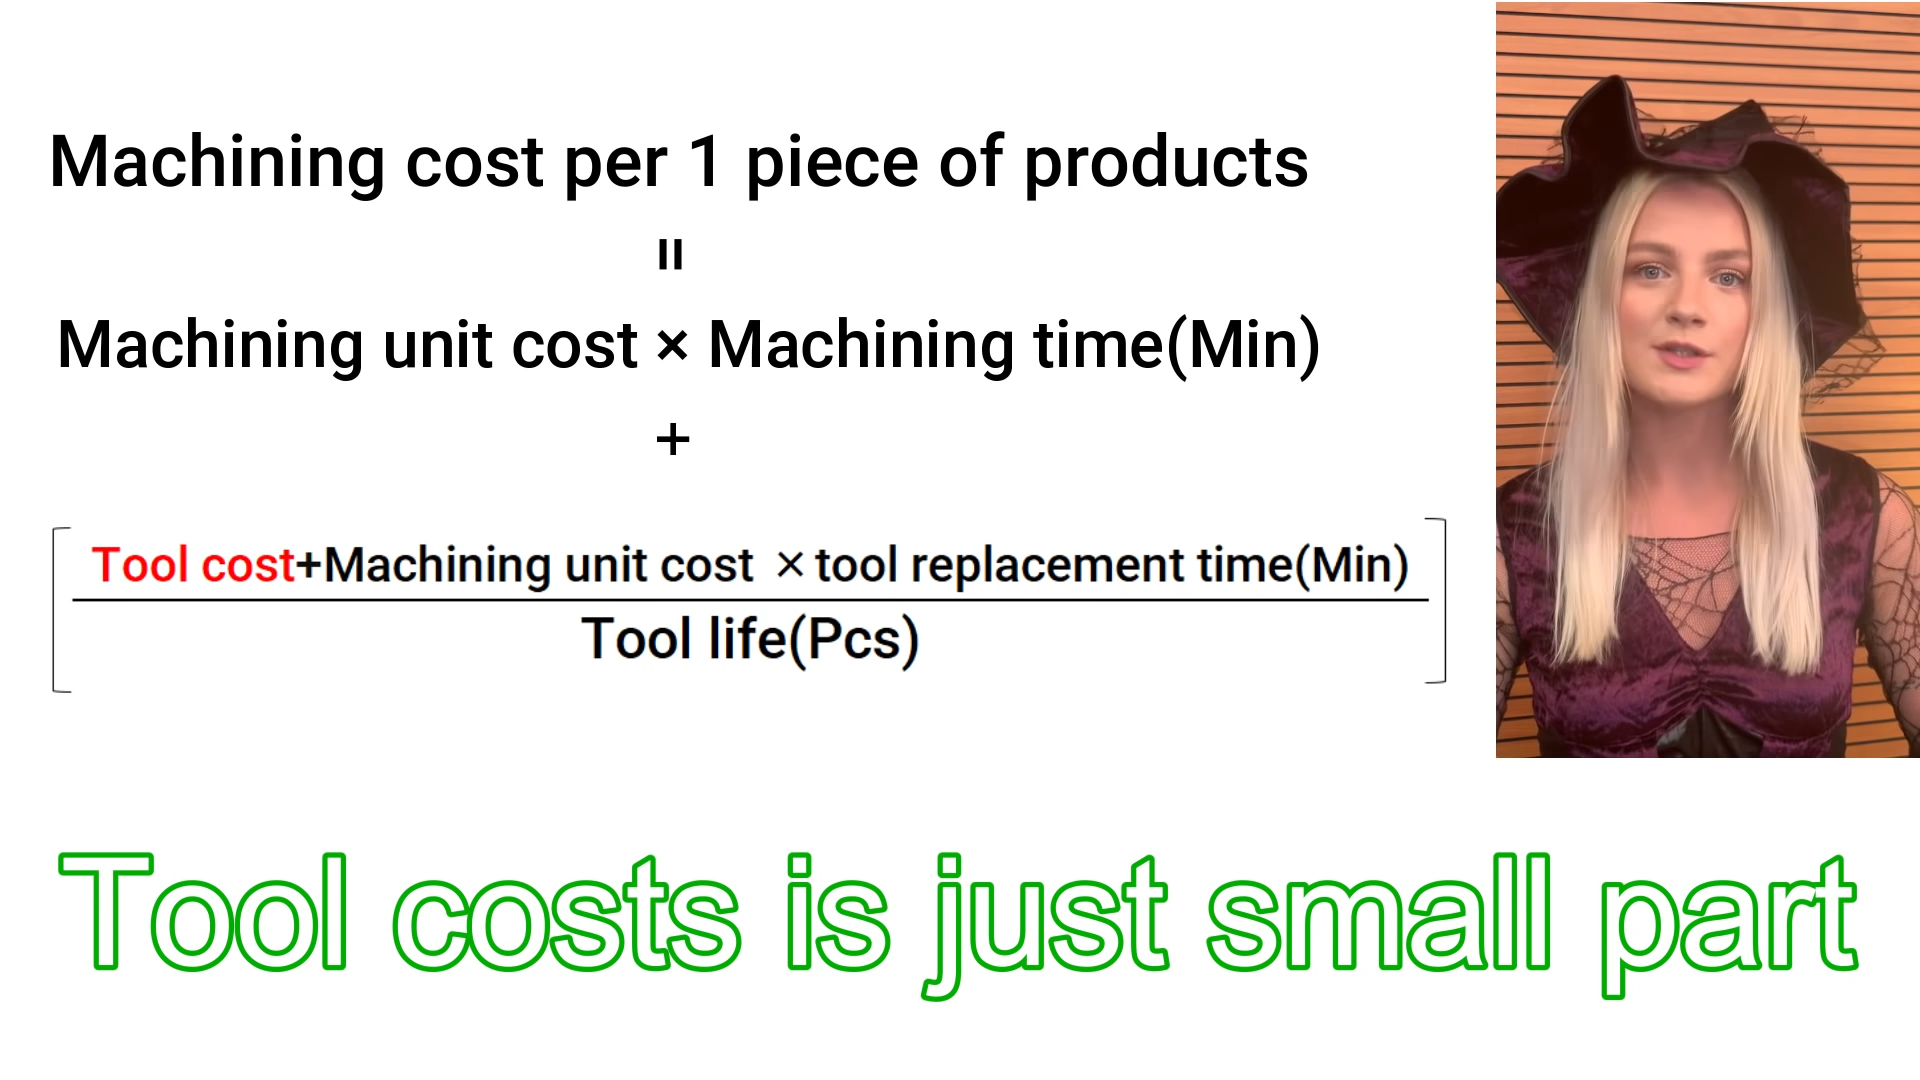 Machining cost per 1 piece of products
=
Machining unit cost × Machining time(Min)
+
Tool cost+Machining unit cost × tool replacement time(Min)
Tool life(Pcs)
Tool costs is just small part